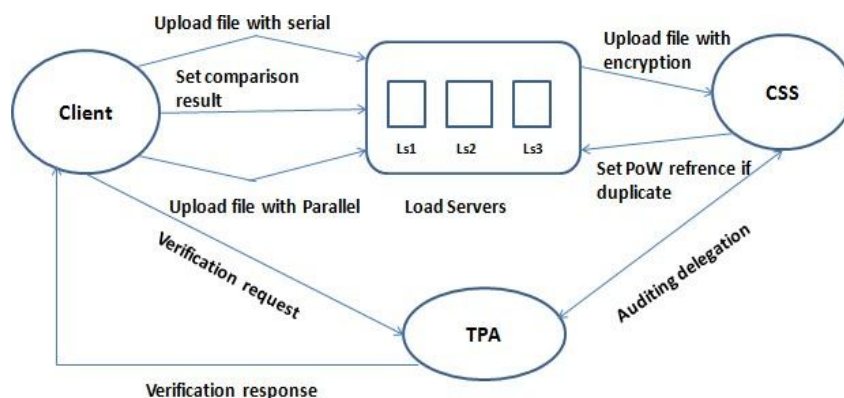 Upload file with serial
Upload file with
encryption
Set comparison
result
Client
CSS
Ls1 Ls2 Ls3
Set PoW refrence if
duplicate
Upload file with Parallel
Load Servers
Verification request
Auditing delegation
TPA
Verification response